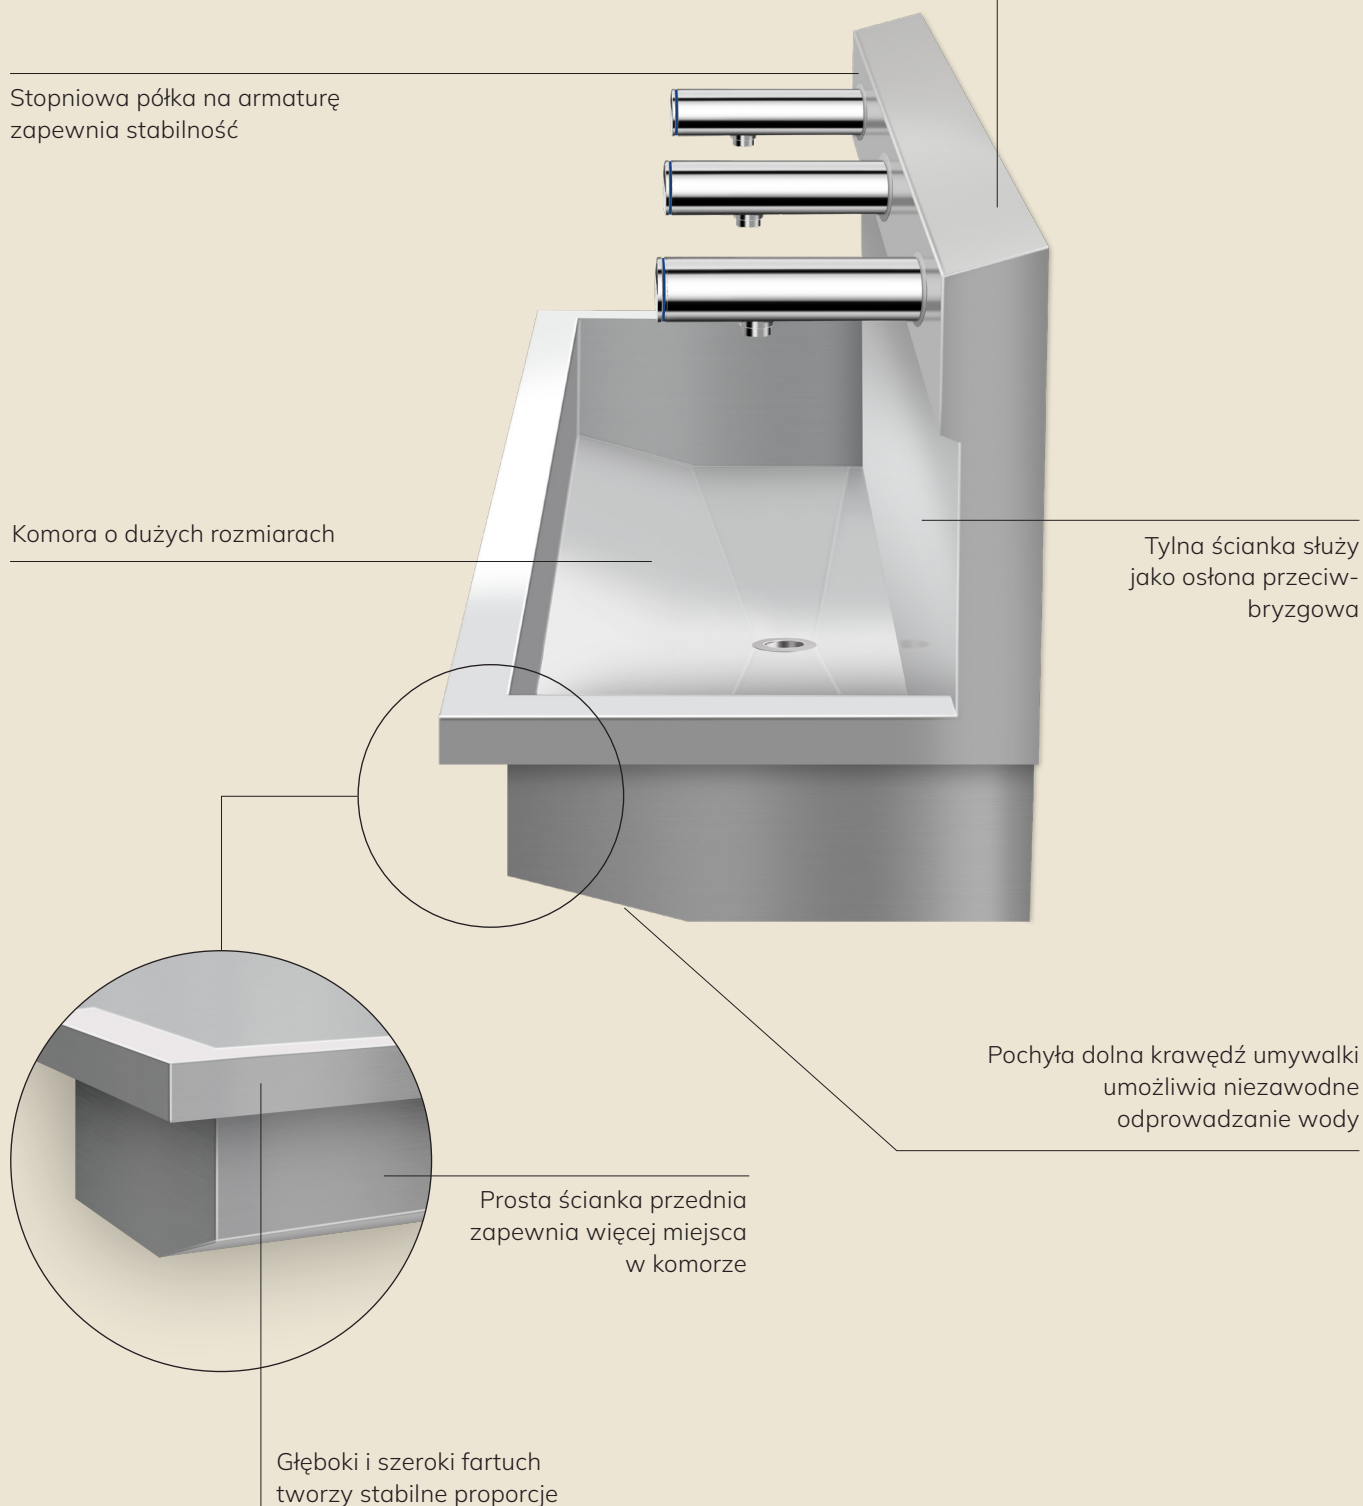 Stopniowa półka na armaturę
zapewnia stabilność
Komora o dużych rozmiarach
Tylna ścianka służy
jako osłona przeciw-
bryzgowa
Pochyła dolna krawędź umywalki
umożliwia niezawodne
odprowadzanie wody
Prosta ścianka przednia
zapewnia więcej miejsca
w komorze
Głęboki i szeroki fartuch
tworzy stabilne proporcje